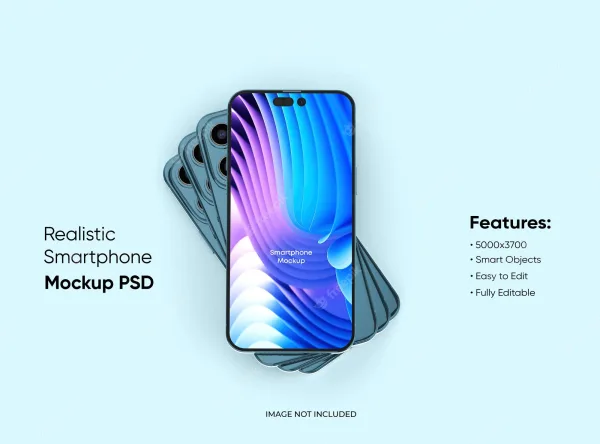 Realistic
Smartphone
Mockup PSD
Smartphone
Mockup
Features:
• 5000x3700
• Smart Objects
• Easy to Edit
• Fully Editable
IMAGE NOT INCLUDED